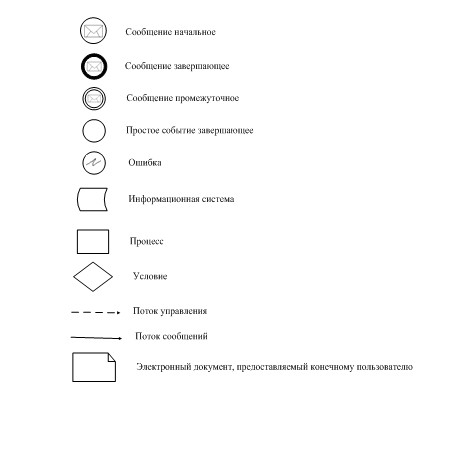 Сообщение начальное
Сообщение завершающее
Сообщение промежуточное
Простое событие завершающее
Ошибка
Информационная система
Процесс
Условие
Поток управления
Поток сообщений
Электронный документ, предоставляемый конечному пользователю